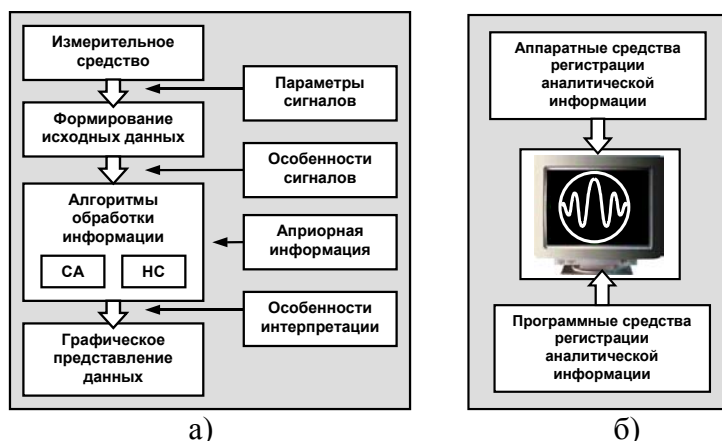 Измерительное
средство
Параметры
сигналов
Формирование
исходных данных
Особенности
сигналов
Алгоритмы
обработки
информации
СА
НС
Априорная
информация
Особенности
интерпретации
Графическое
представление
данных
а)
Аппаратные средства
регистрации
аналитической
информации
Программные средства
регистрации
аналитической
информации
б)